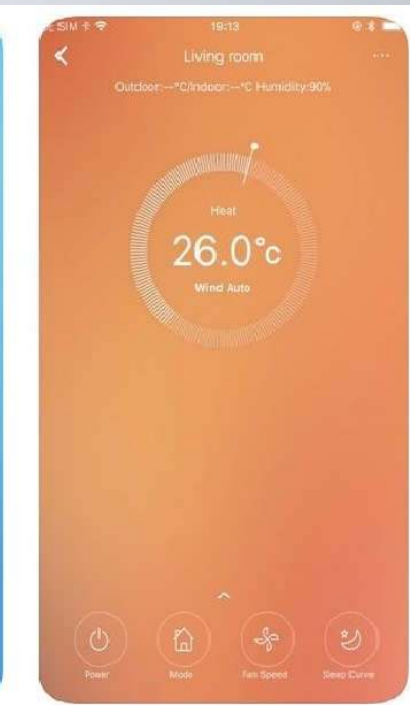 SIM 19:13
Living room
Outdoor:--°C/Indoor:--°C Humidity:90%
Heat
26.0°c
Wind Auto
Power Mode Fan Speed Sleep Curve